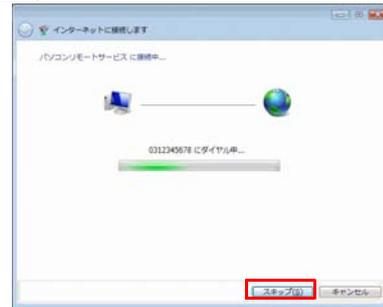 インターネットに接続します
パソコンリモートサービス に接続中...
0312345678 にダイヤル中...
スキップ(S)
キャンセル